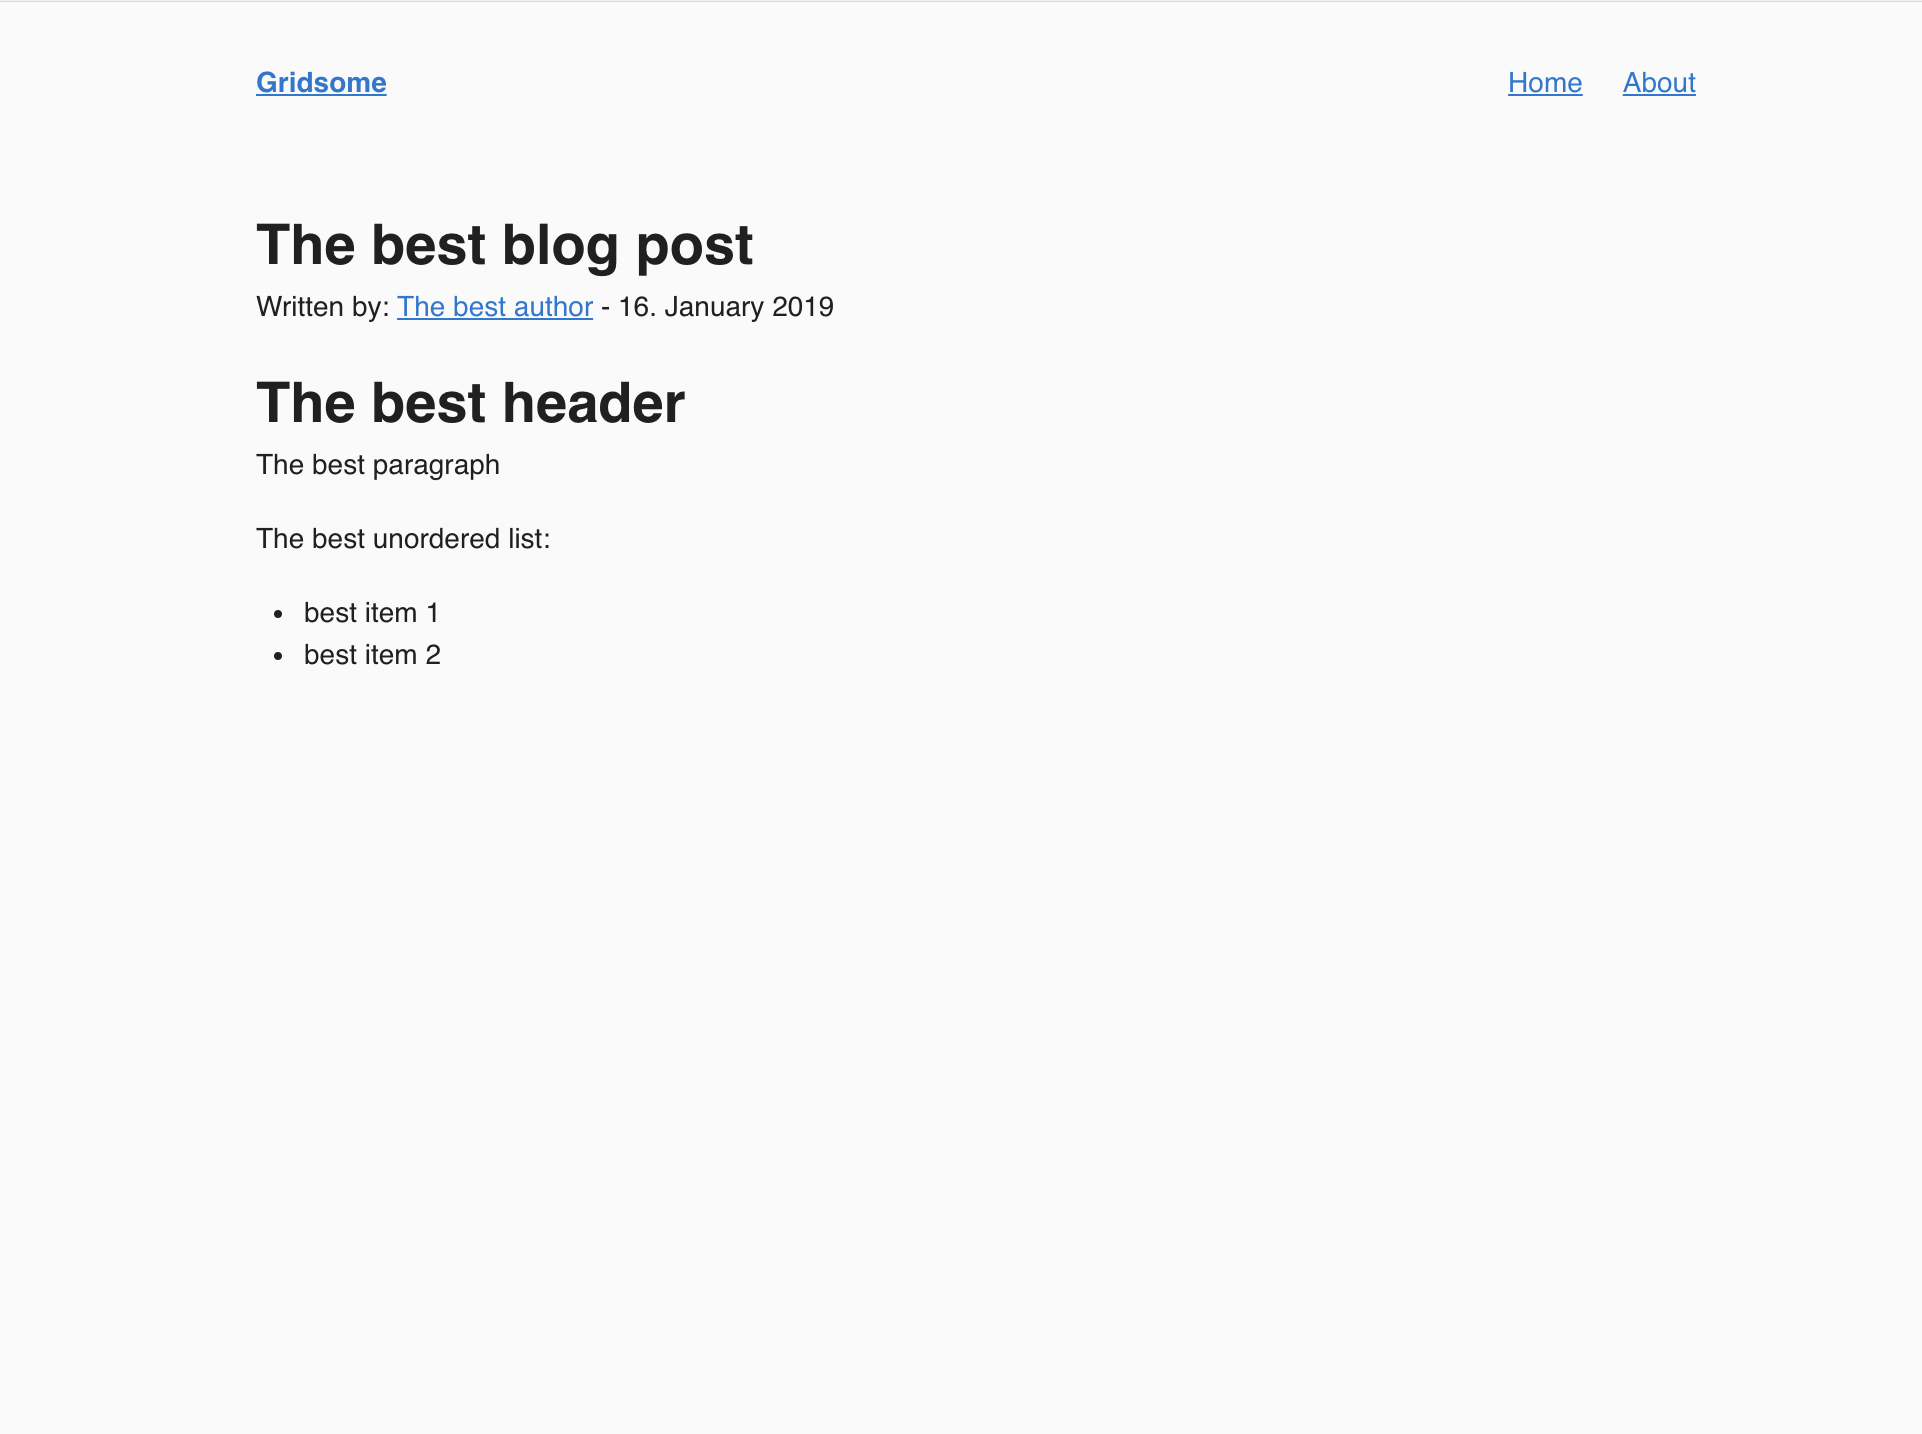 Gridsome Home About
The best blog post
Written by: The best author - 16. January 2019
The best header
The best paragraph
The best unordered list:
• best item 1
• best item 2